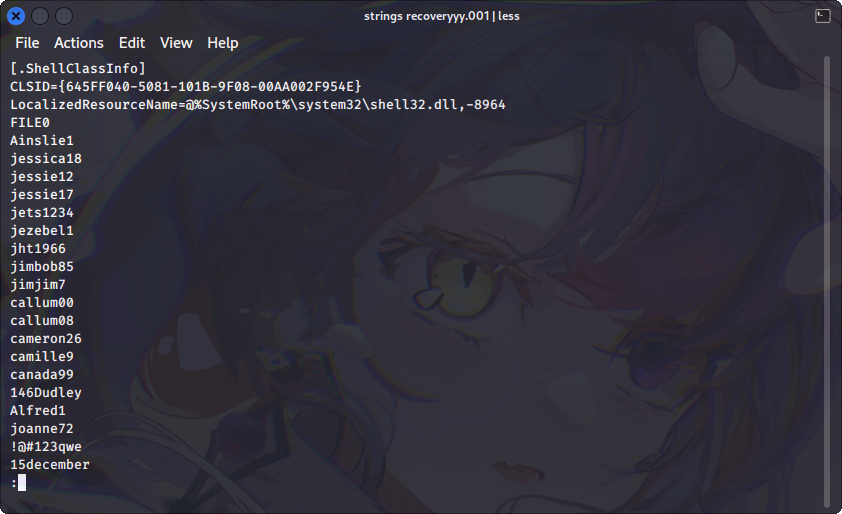 strings recoveryyy.001 | less
File Actions Edit View Help
[.ShellClassInfo]
CLSID={645FF040-5081-101B-9F08-00AA002F954E}
LocalizedResourceName=@%SystemRoot%\system32\shell32.dll,-8964
FILE0
Ainslie1
jessica18
jessie12
jessie17
jets1234
jezebel1
jht1966
jimbob85
jimjim7
callum00
callum08
cameron26
camille9
canada99
146Dudley
Alfred1
joanne72
!@#123qwe
15december
: